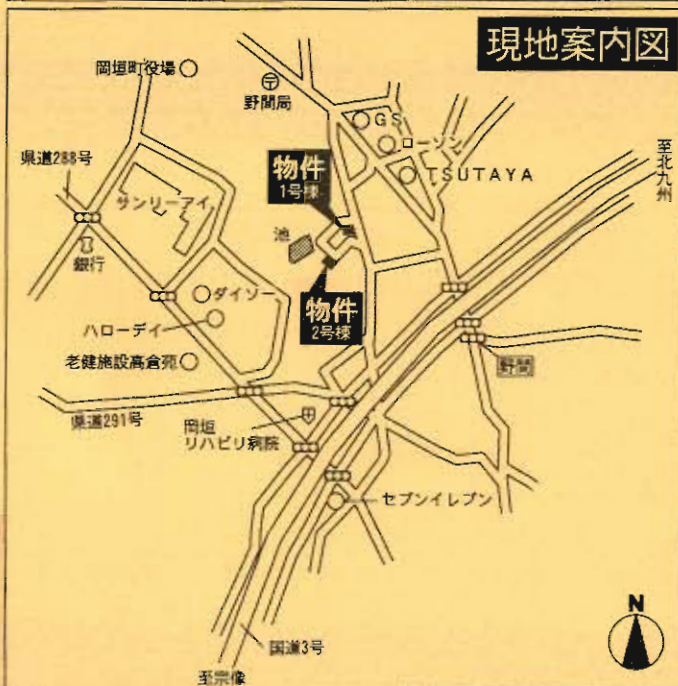 現地案内図
岡垣町役場
〒
野間局
GS
ローソン
TSUTAYA
至北九州
県道288号
サンリーアイ
物件
1号棟
池
銀行
ダイソー
物件
2号棟
ハローデイ
老健施設高倉苑
野間
県道291号
岡垣
リハビリ病院
セブンイレブン
N
国道3号
至宗像